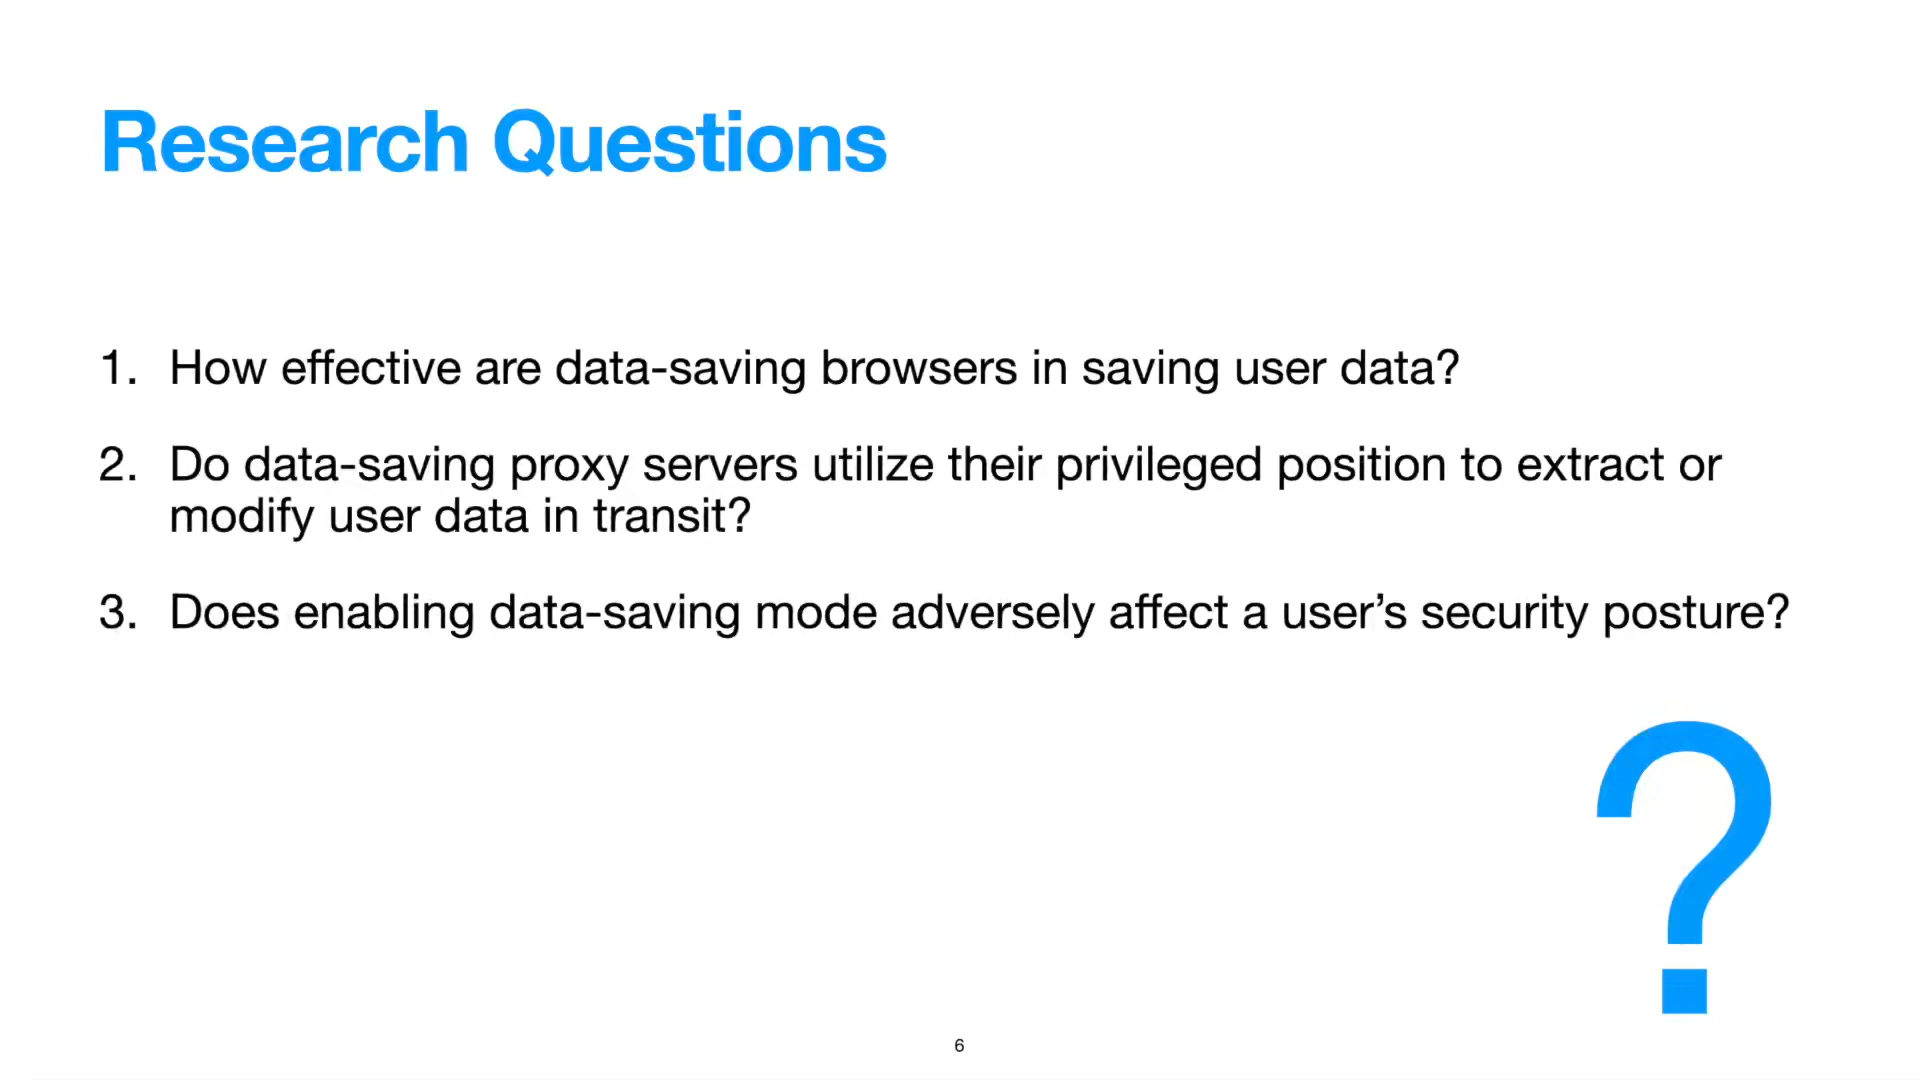 Research Questions
1. How effective are data-saving browsers in saving user data?
2. Do data-saving proxy servers utilize their privileged position to extract or
modify user data in transit?
3. Does enabling data-saving mode adversely affect a user’s security posture?
?
6